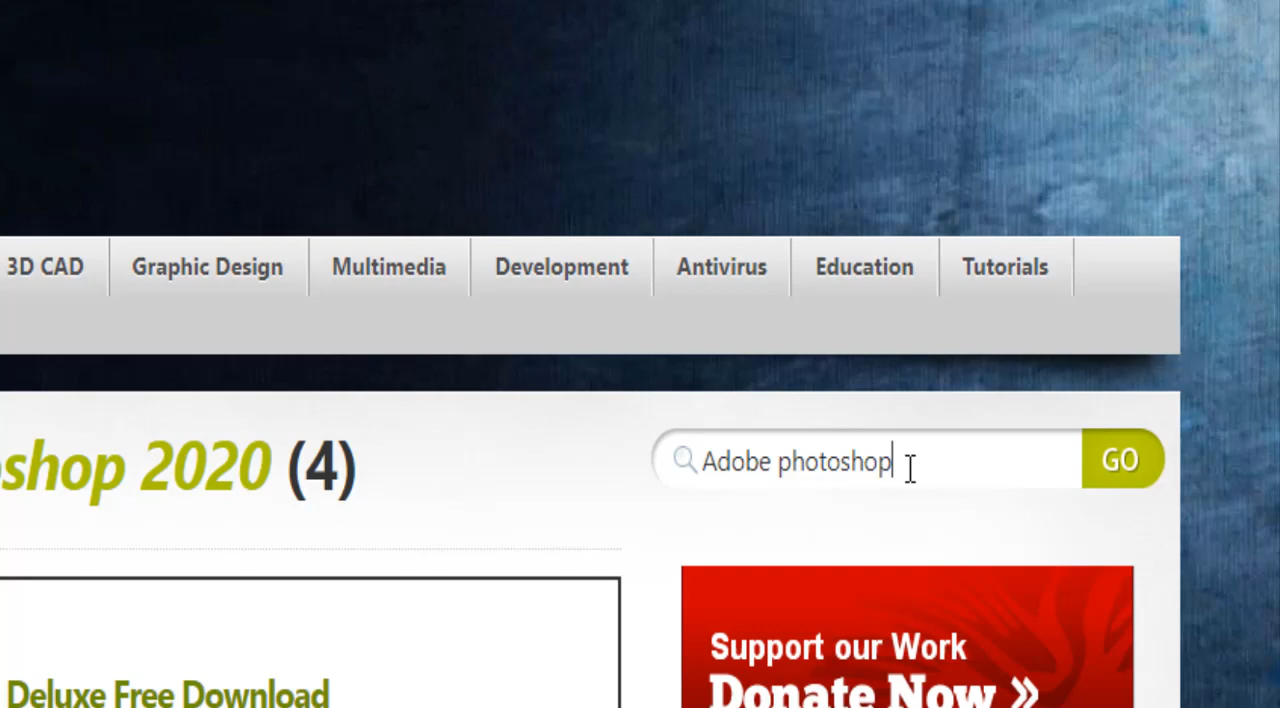 3D CAD Graphic Design Multimedia Development Antivirus Education Tutorials
shop 2020 (4)
Adobe photoshop GO
Support our Work
Donate Now »
Deluxe Free Download